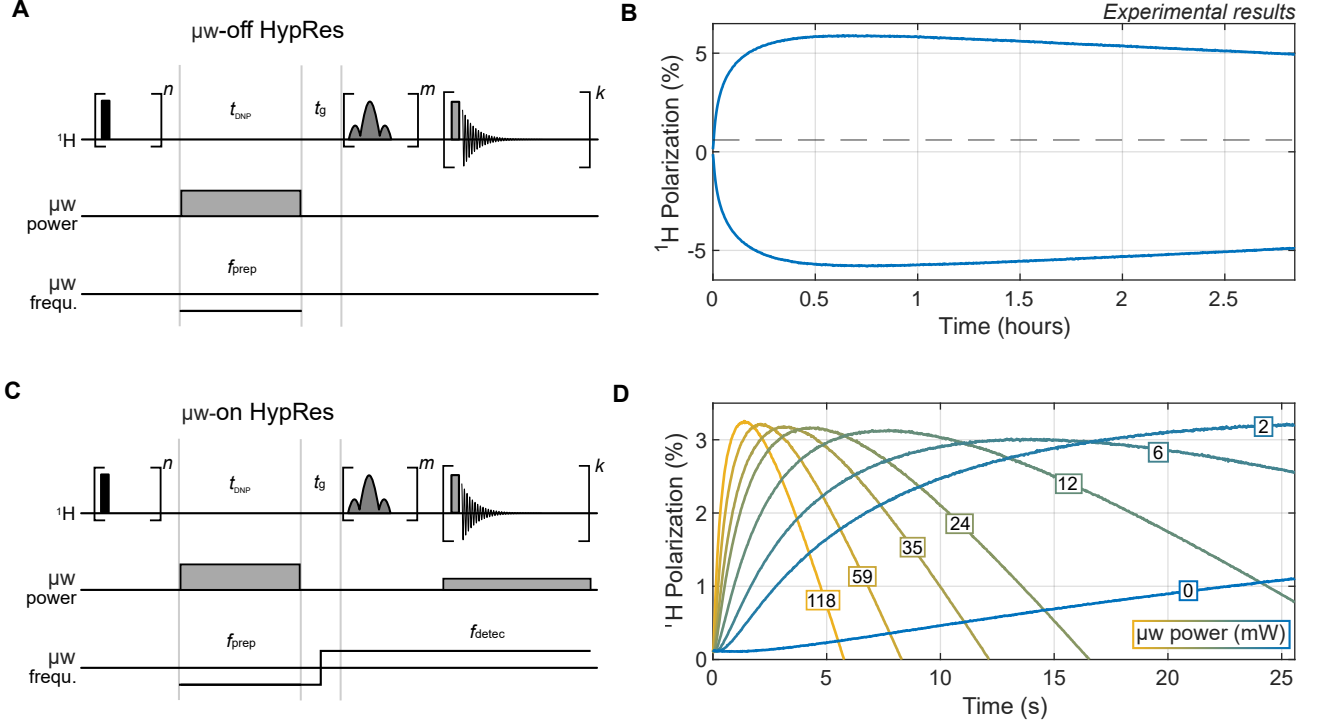 A
µw-off HypRes
n
t_DNP
t_g
m
k
¹H
µw
power
f_prep
µw
frequ.
B
Experimental results
¹H Polarization (%)
5
0
-5
0
0.5
1
1.5
2
2.5
Time (hours)
C
µw-on HypRes
n
t_DNP
t_g
m
k
¹H
µw
power
f_prep
f_detec
µw
frequ.
D
H Polarization (%)
3
2
1
0
2
6
12
24
35
59
118
0
µw power (mW)
0
5
10
15
20
25
Time (s)